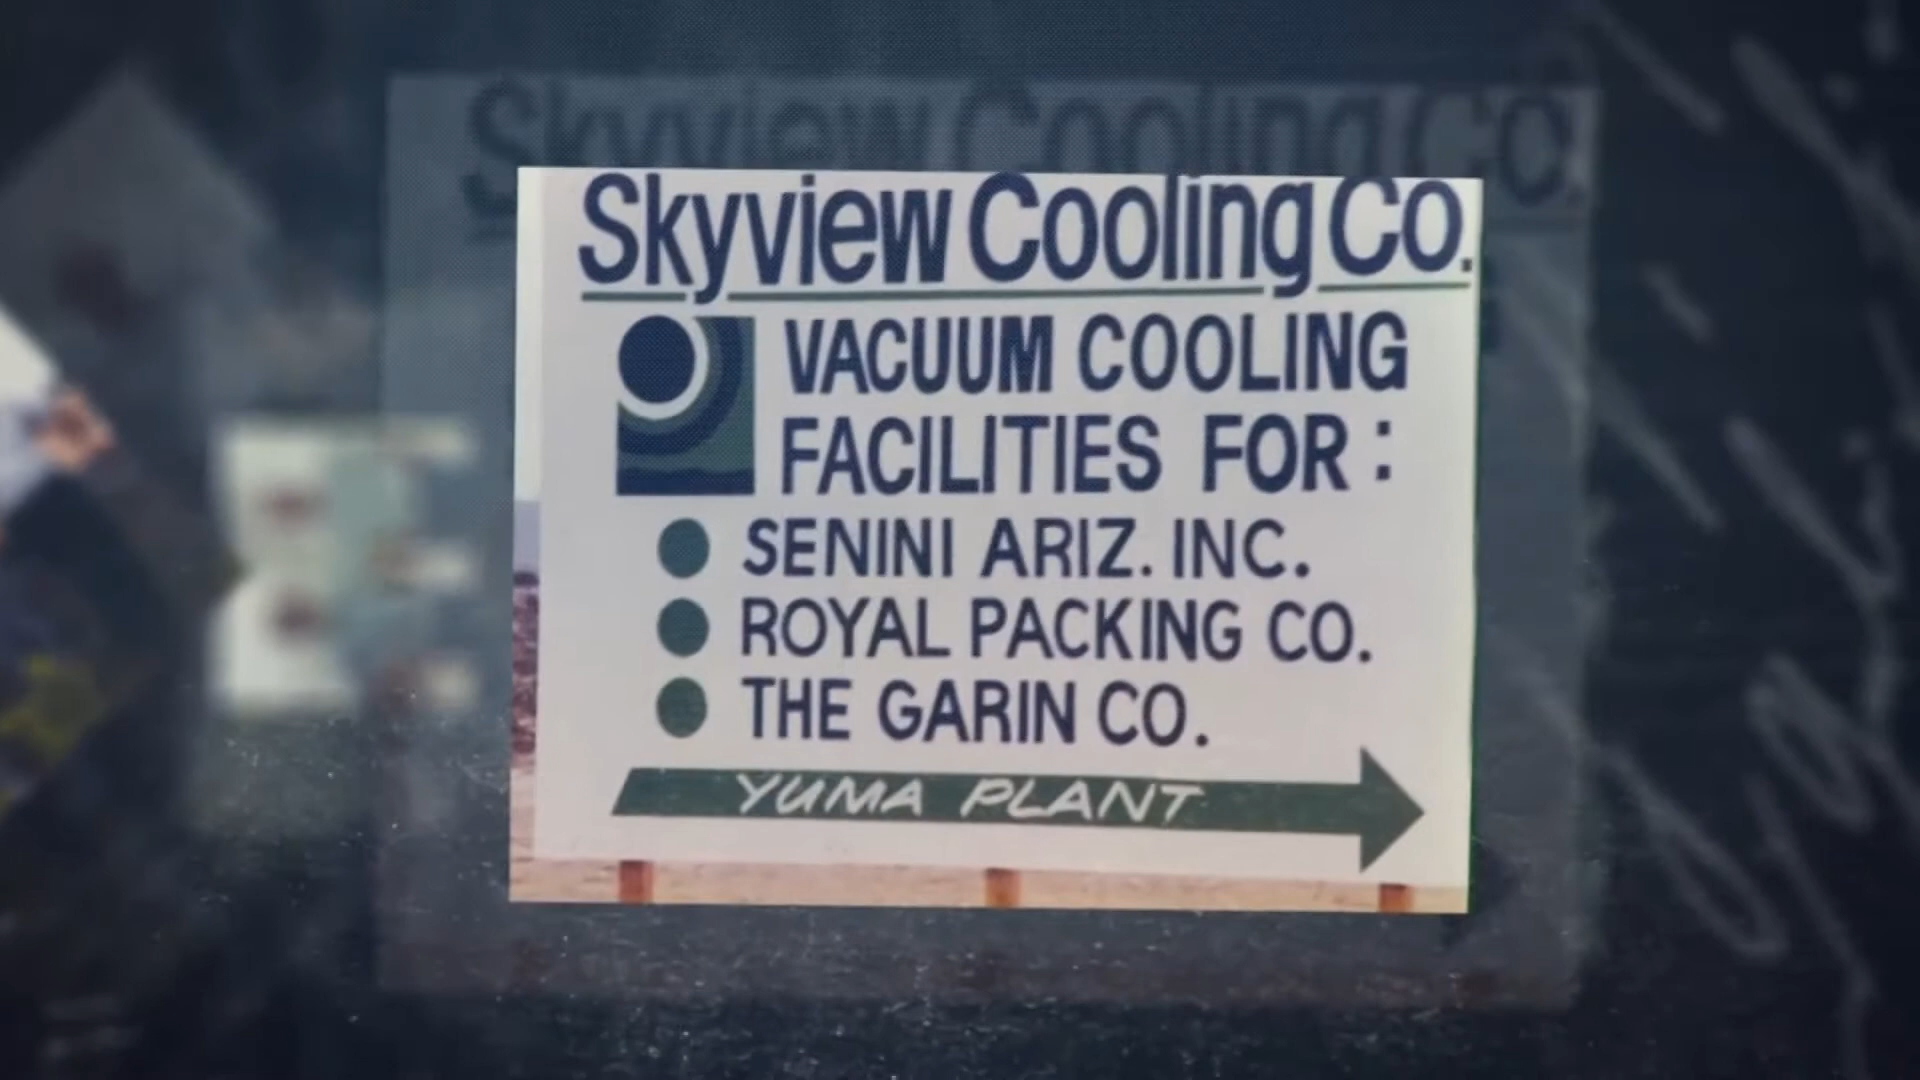 Skyview Cooling Co.
VACUUM COOLING
FACILITIES FOR :
SENINI ARIZ. INC.
ROYAL PACKING CO.
THE GARIN CO.
YUMA PLANT